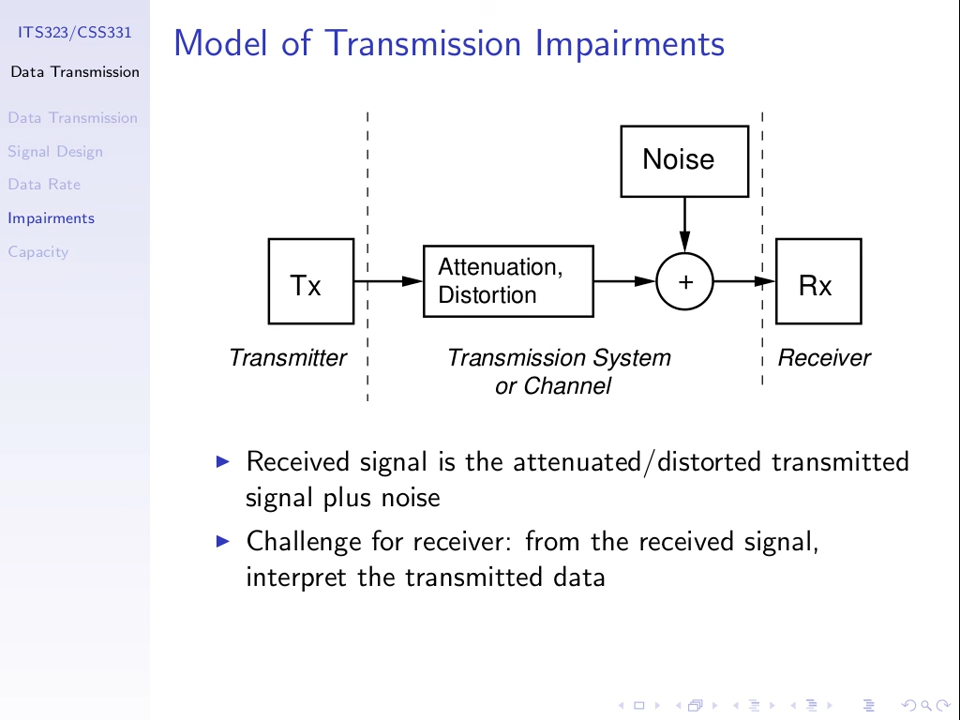 ITS323/CSS331
Data Transmission
Data Transmission
Signal Design
Data Rate
Impairments
Capacity
Model of Transmission Impairments
Noise
Tx
Attenuation,
Distortion
+
Rx
Transmitter
Transmission System
or Channel
Receiver
Received signal is the attenuated/distorted transmitted
signal plus noise
Challenge for receiver: from the received signal,
interpret the transmitted data